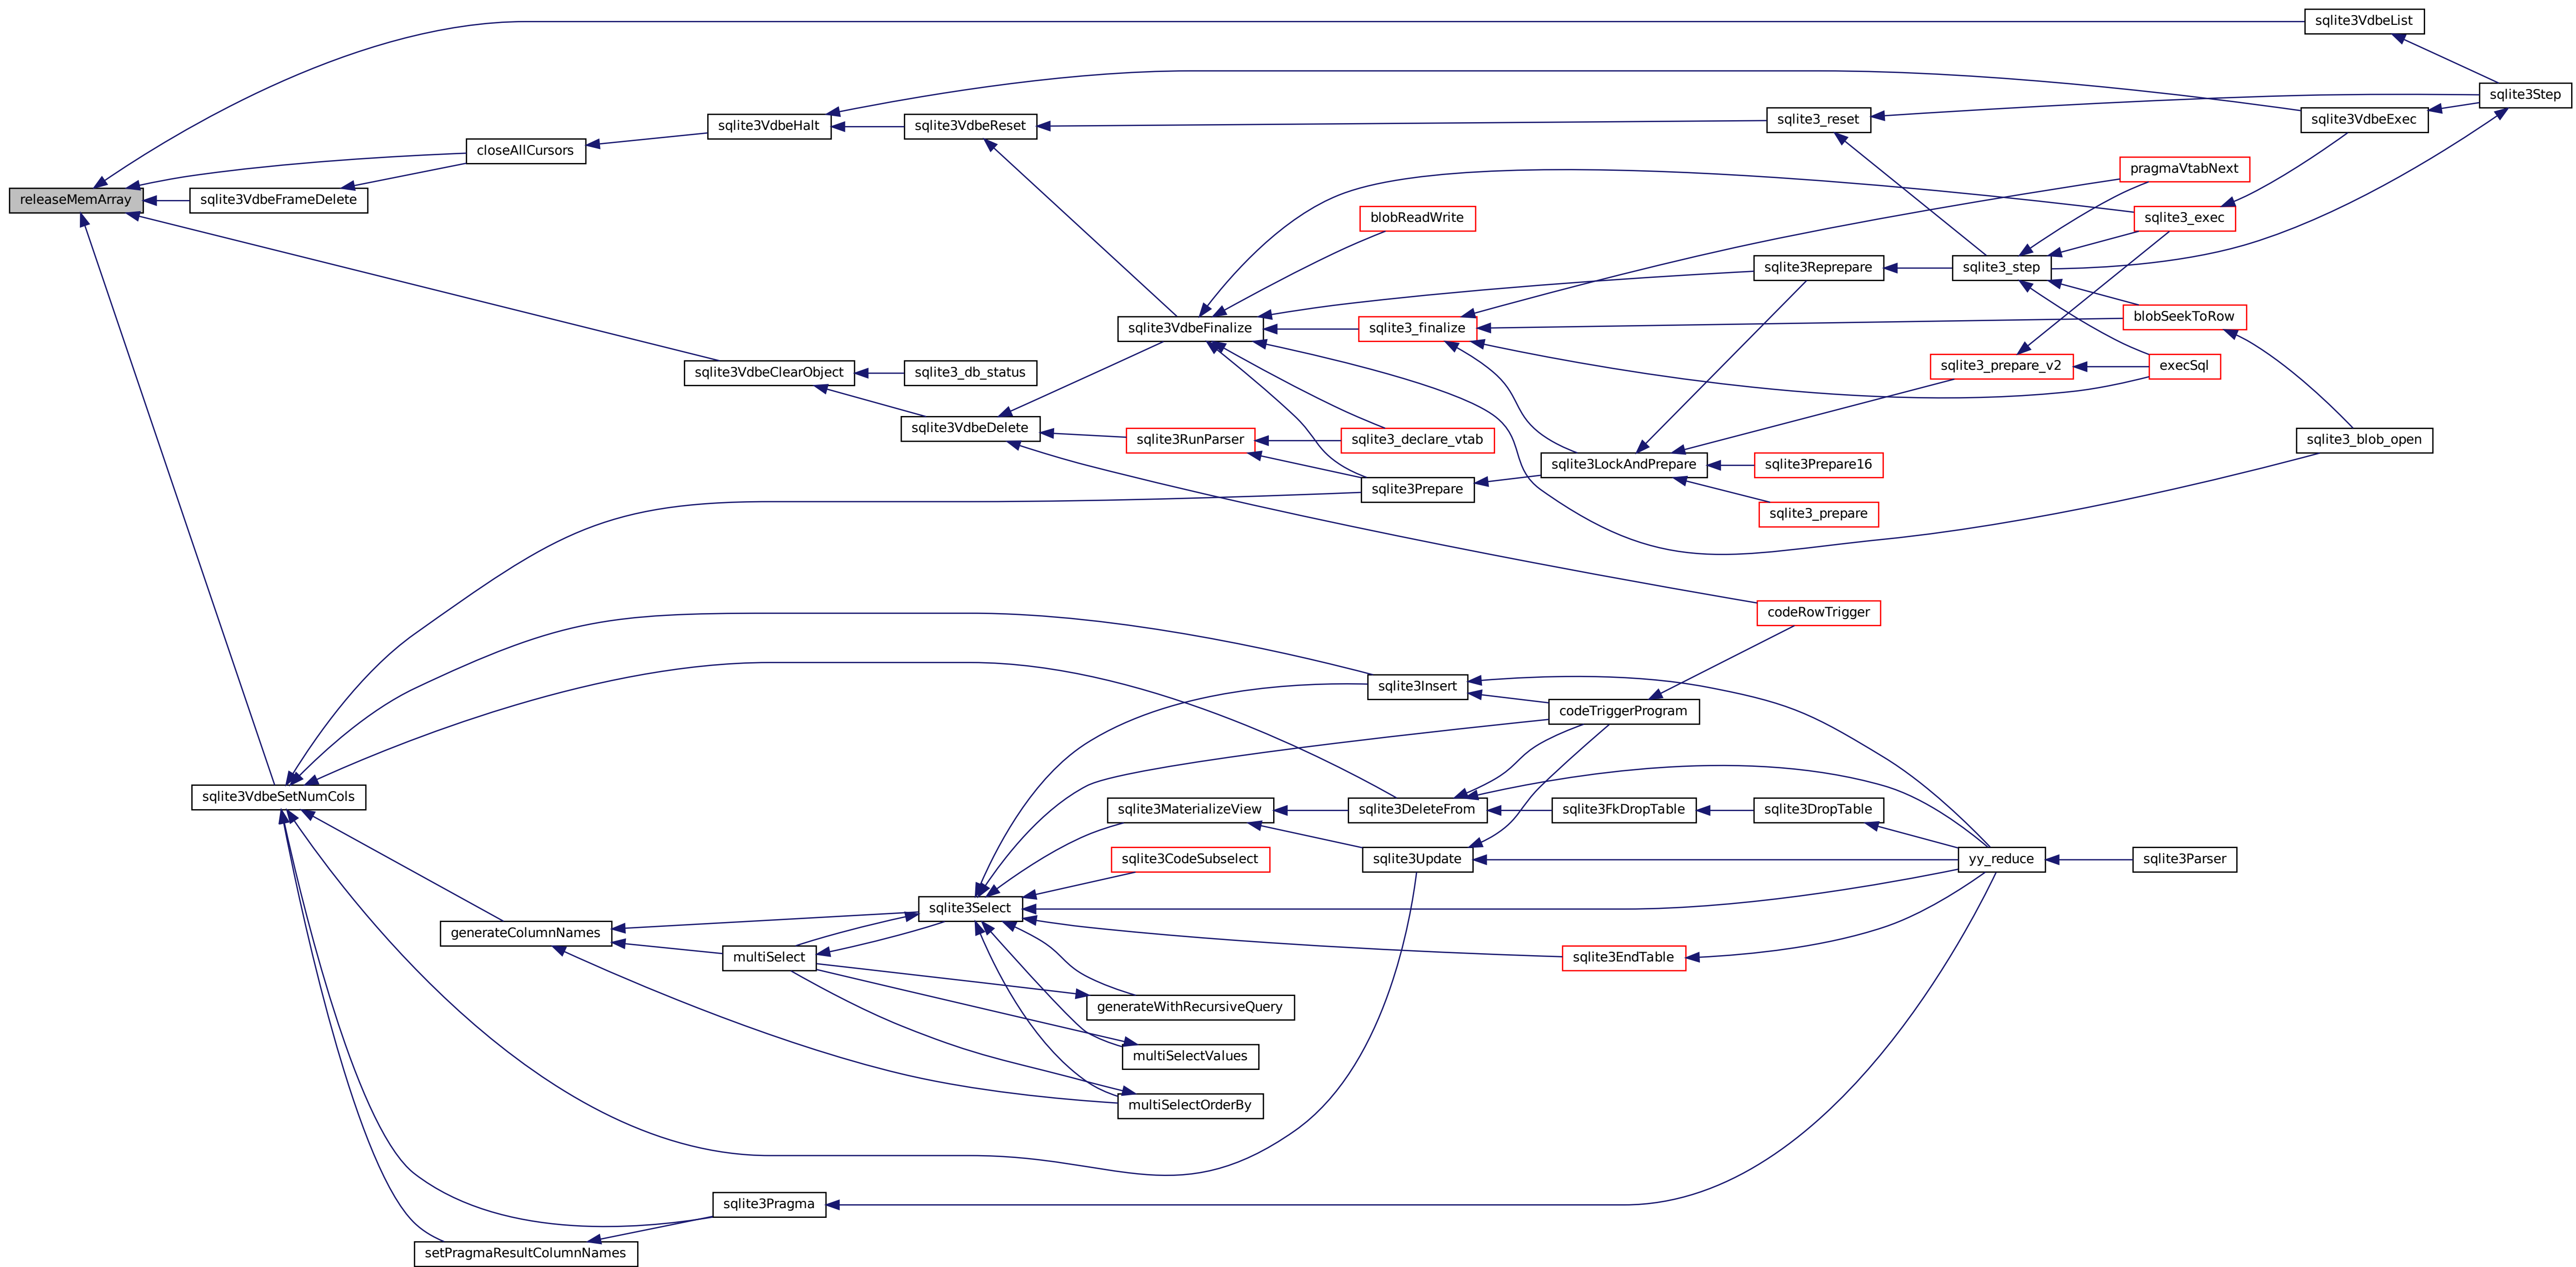 sqlite3VdbeList
sqlite3Step
sqlite3VdbeHalt
sqlite3VdbeReset
sqlite3_reset
sqlite3VdbeExec
closeAllCursors
pragmaVtabNext
releaseMemArray
sqlite3VdbeFrameDelete
blobReadWrite
sqlite3_exec
sqlite3Reprepare
sqlite3_step
sqlite3VdbeFinalize
sqlite3_finalize
blobSeekToRow
sqlite3VdbeClearObject
sqlite3_db_status
sqlite3_prepare_v2
execSql
sqlite3VdbeDelete
sqlite3RunParser
sqlite3_declare_vtab
sqlite3_blob_open
sqlite3LockAndPrepare
sqlite3Prepare16
sqlite3Prepare
sqlite3_prepare
codeRowTrigger
sqlite3Insert
codeTriggerProgram
sqlite3VdbeSetNumCols
sqlite3MaterializeView
sqlite3DeleteFrom
sqlite3FkDropTable
sqlite3DropTable
sqlite3CodeSubselect
sqlite3Update
yy_reduce
sqlite3Parser
sqlite3Select
generateColumnNames
multiSelect
sqlite3EndTable
generateWithRecursiveQuery
multiSelectValues
multiSelectOrderBy
sqlite3Pragma
setPragmaResultColumnNames